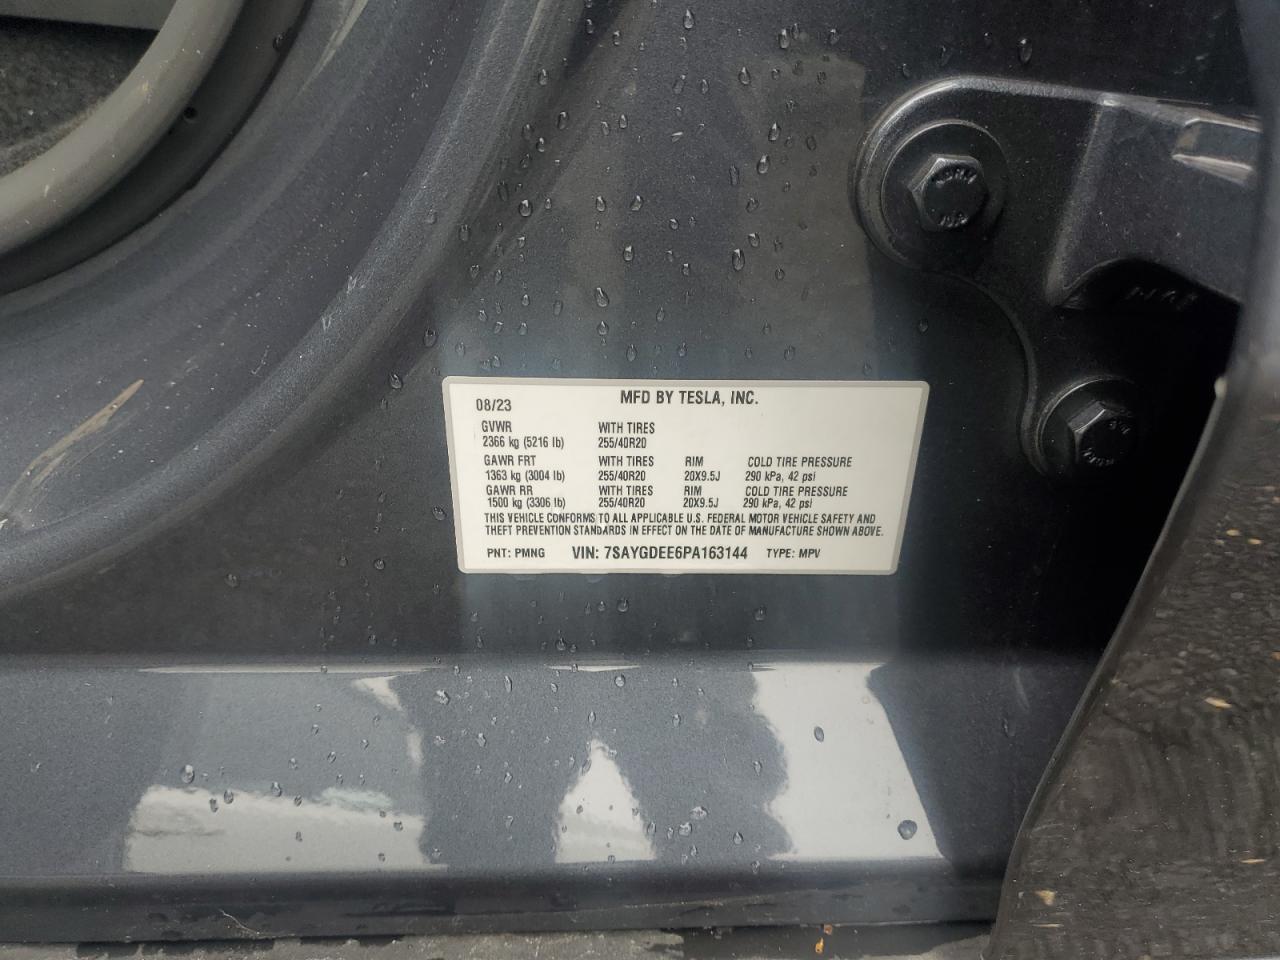 MFD BY TESLA, INC.
08/23
GVWR WITH TIRES
2366 kg (5216 lb) 255/40R20
GAWR FRT WITH TIRES RIM COLD TIRE PRESSURE
1363 kg (3004 lb) 255/40R20 20X9.5J 290 kPa, 42 psi
GAWR RR WITH TIRES RIM COLD TIRE PRESSURE
1500 kg (3306 lb) 255/40R20 20X9.5J 290 kPa, 42 psi
THIS VEHICLE CONFORMS TO ALL APPLICABLE U.S. FEDERAL MOTOR VEHICLE SAFETY AND
THEFT PREVENTION STANDARDS IN EFFECT ON THE DATE OF MANUFACTURE SHOWN ABOVE.
PNT: PMNG VIN: 7SAYGDEE6PA163144 TYPE: MPV